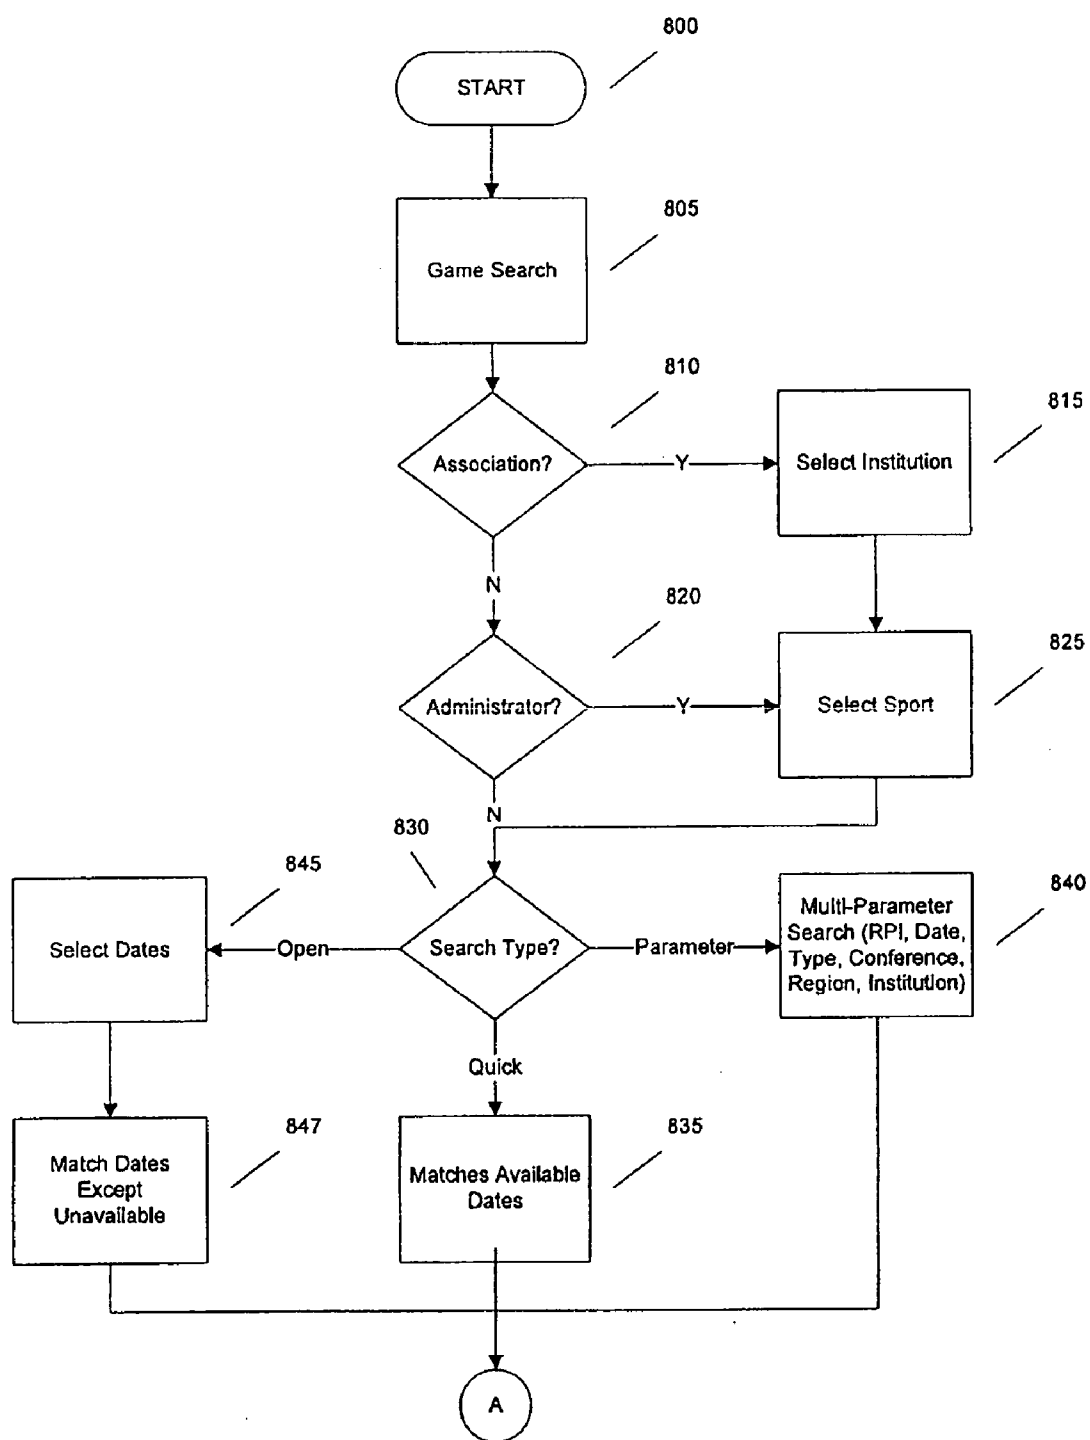 800
START
805
Game Search
810
815
Association?
Y
Select Institution
N
820
825
Administrator?
Y
Select Sport
N
830
845
840
Select Dates
Open
Search Type?
Parameter
Multi-Parameter
Search (RPI, Date,
Type, Conference,
Region, Institution)
Quick
847
835
Match Dates
Except
Unavailable
Matches Available
Dates
A